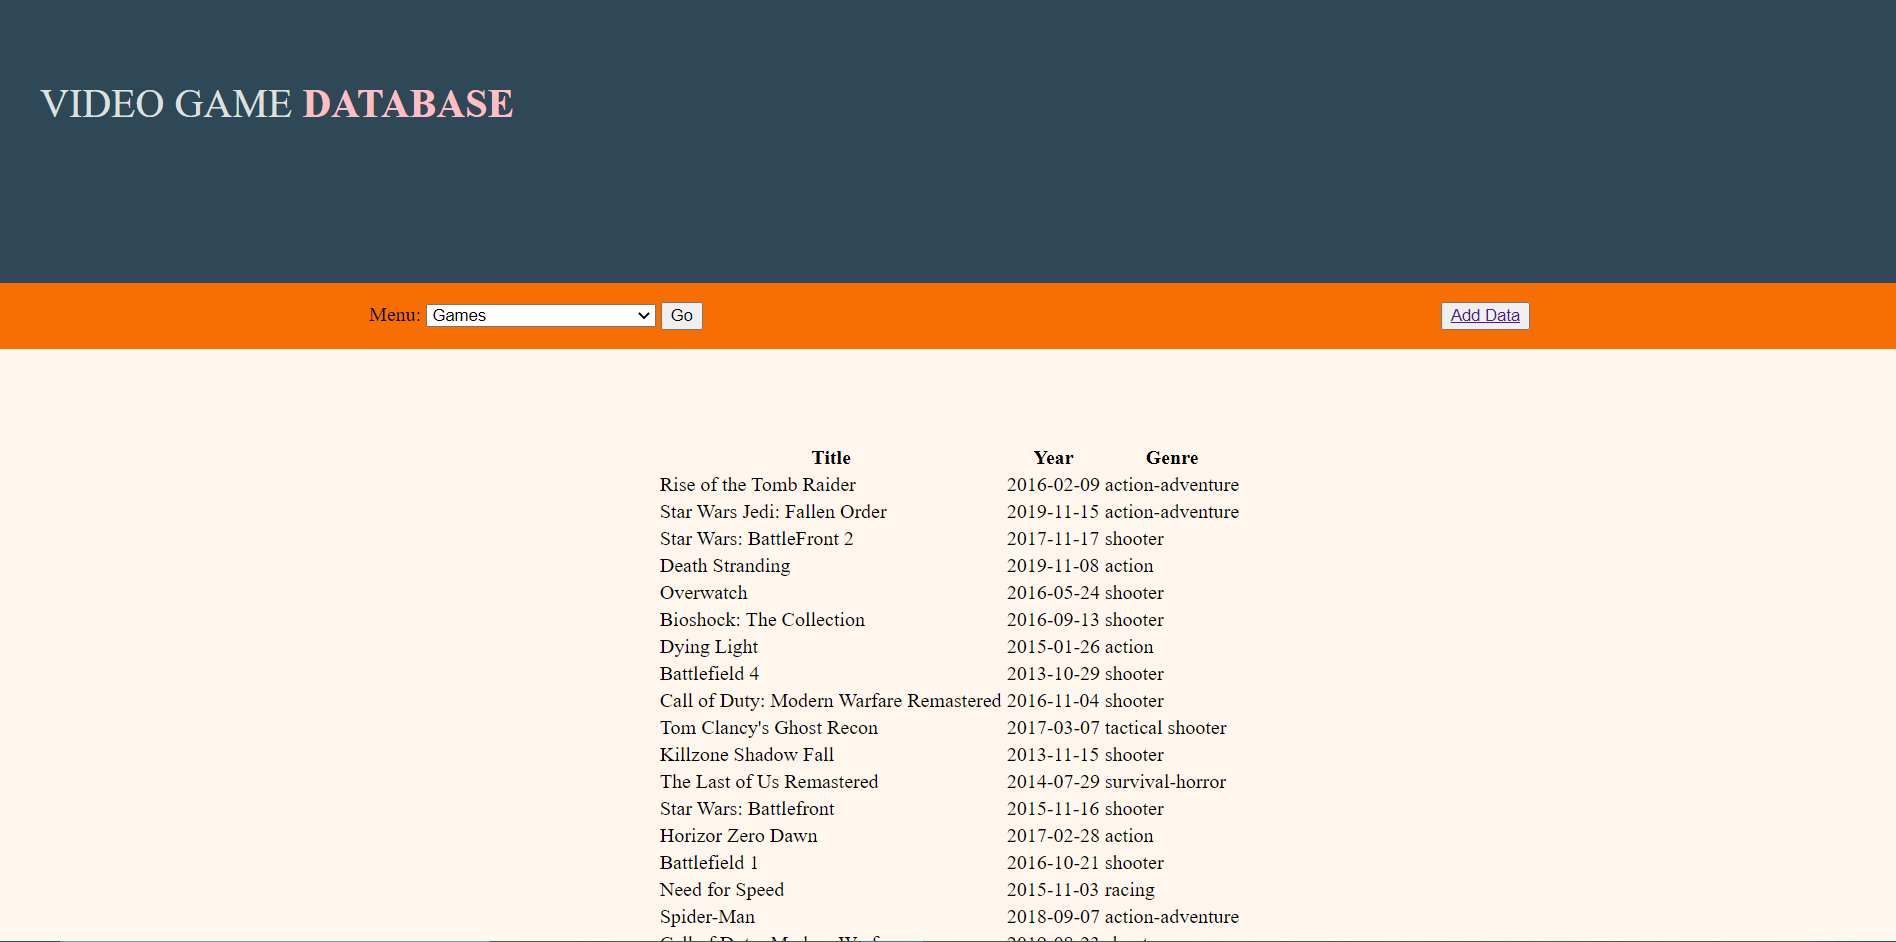 VIDEO GAME DATABASE
Menu: Games Go Add Data
Title Year Genre
Rise of the Tomb Raider 2016-02-09 action-adventure
Star Wars Jedi: Fallen Order 2019-11-15 action-adventure
Star Wars: BattleFront 2 2017-11-17 shooter
Death Stranding 2019-11-08 action
Overwatch 2016-05-24 shooter
Bioshock: The Collection 2016-09-13 shooter
Dying Light 2015-01-26 action
Battlefield 4 2013-10-29 shooter
Call of Duty: Modern Warfare Remastered 2016-11-04 shooter
Tom Clancy's Ghost Recon 2017-03-07 tactical shooter
Killzone Shadow Fall 2013-11-15 shooter
The Last of Us Remastered 2014-07-29 survival-horror
Star Wars: Battlefront 2015-11-16 shooter
Horizor Zero Dawn 2017-02-28 action
Battlefield 1 2016-10-21 shooter
Need for Speed 2015-11-03 racing
Spider-Man 2018-09-07 action-adventure